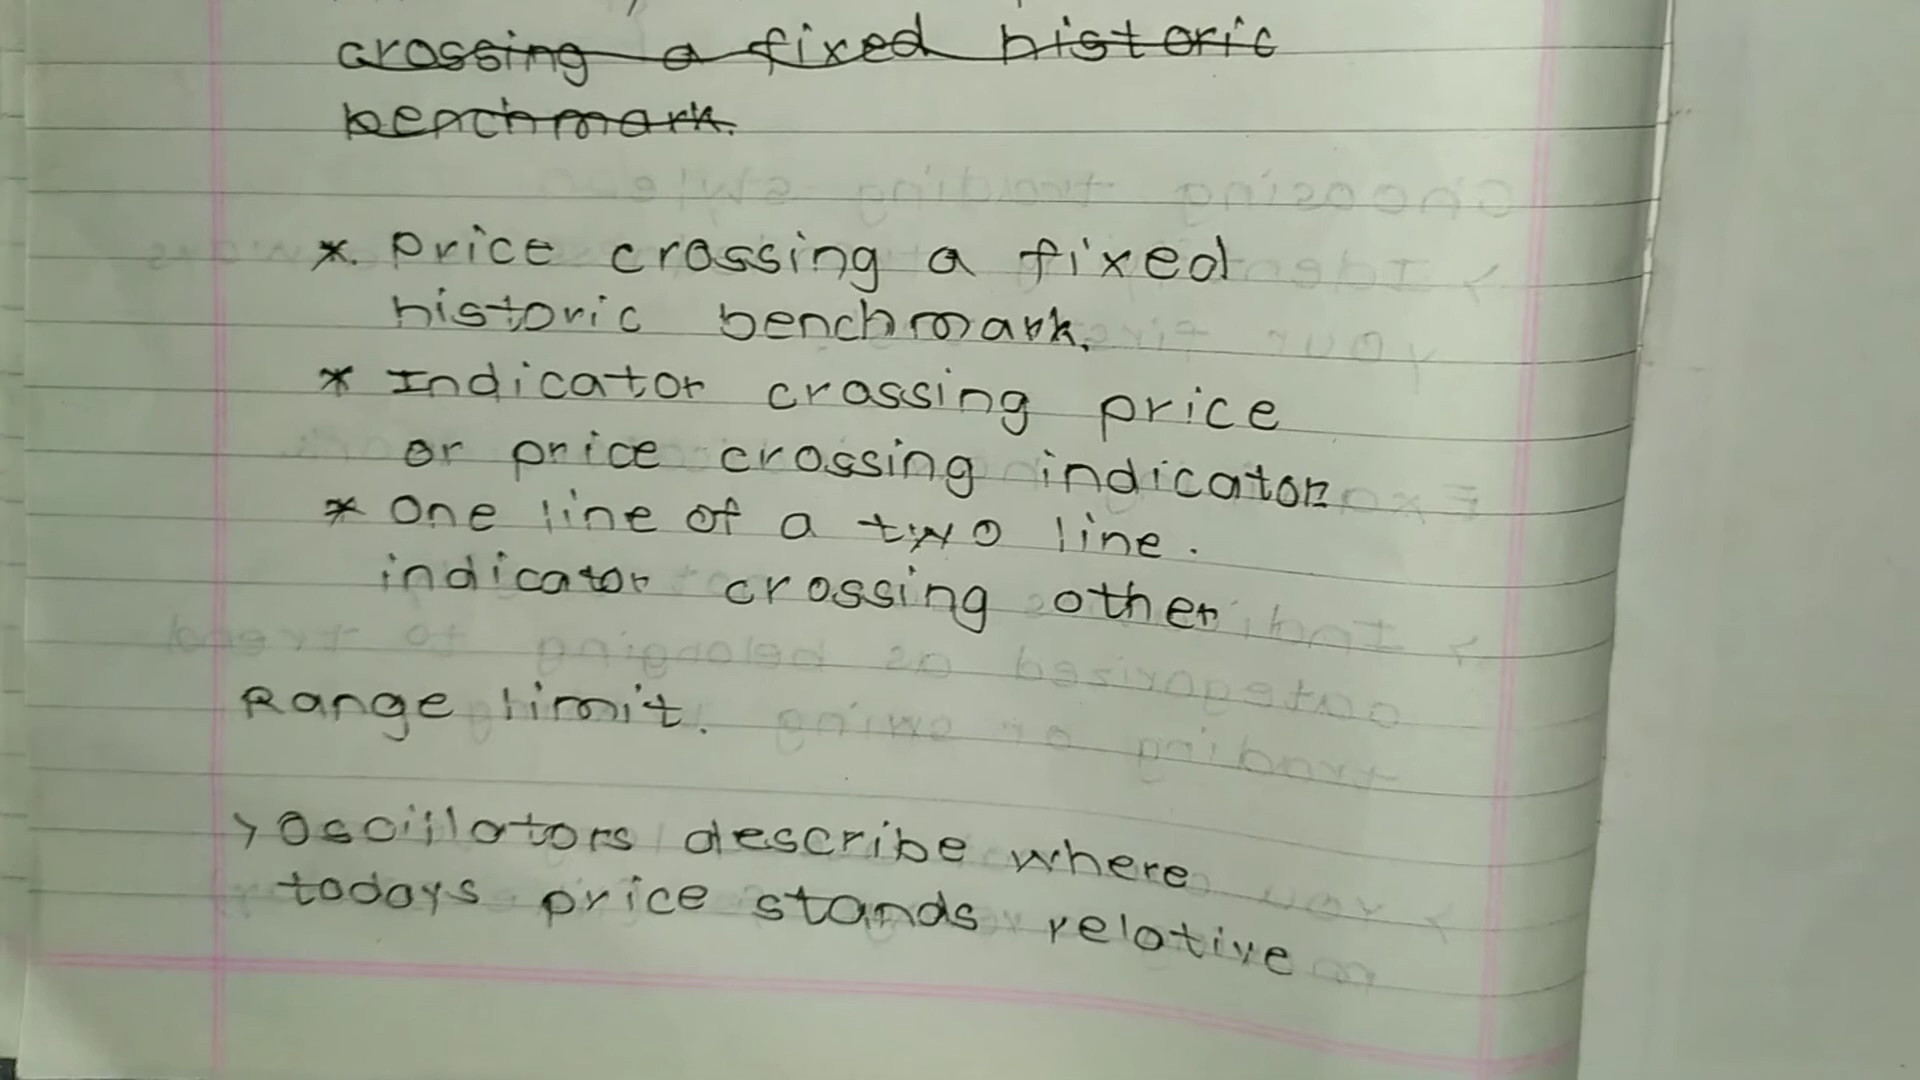 crossing a fixed historic
benchmark.
*. Price crossing a fixed
historic benchmark.
* Indicator crossing price
or price crossing indicator
* One line of a two line.
indicator crossing other
Range limit.
> Oscillators describe where
todays price stands relative